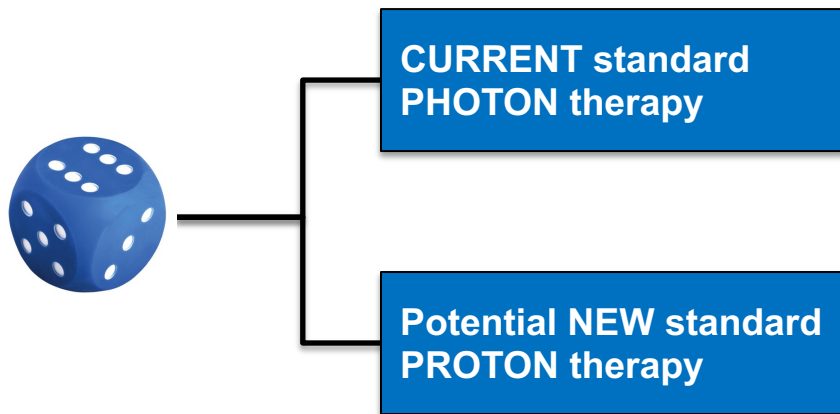 CURRENT standard
PHOTON therapy
Potential NEW standard
PROTON therapy